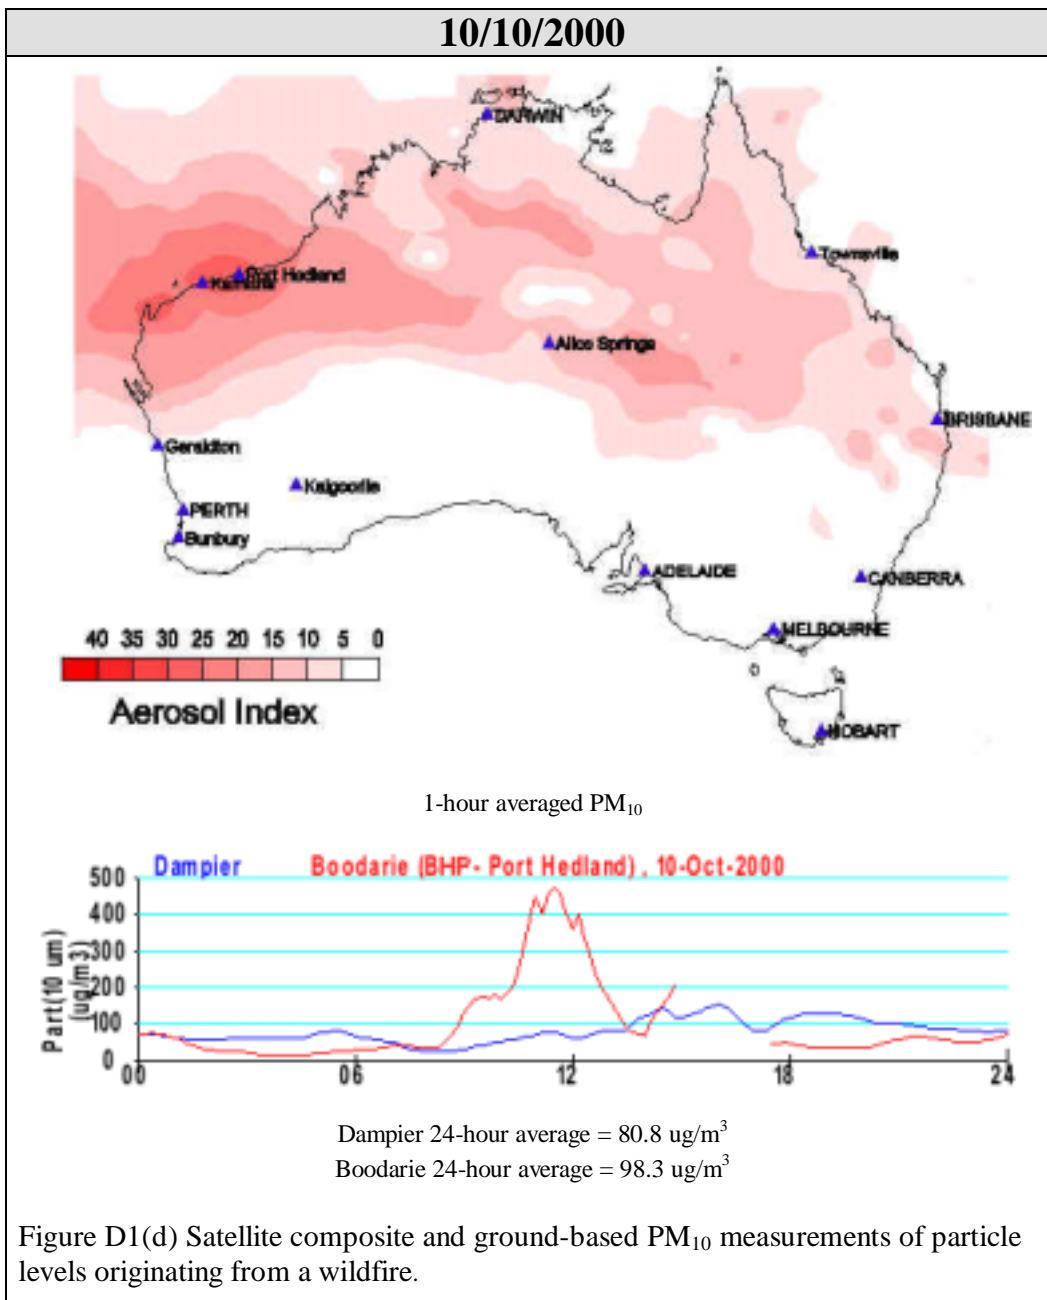 10/10/2000
DARWIN
Port Hedland
Karratha
Townsville
Alice Springs
BRISBANE
Geraldton
Kalgoorlie
PERTH
Bunbury
ADELAIDE
CANBERRA
MELBOURNE
HOBART
40 35 30 25 20 15 10 5 0
Aerosol Index
1-hour averaged PM10
Dampier Boodarie (BHP- Port Hedland) , 10-Oct-2000
Part(10 um)
(ug/m3)
500
400
300
200
100
0
00 06 12 18 24
Dampier 24-hour average = 80.8 ug/m³
Boodarie 24-hour average = 98.3 ug/m³
Figure D1(d) Satellite composite and ground-based PM10 measurements of particle
levels originating from a wildfire.